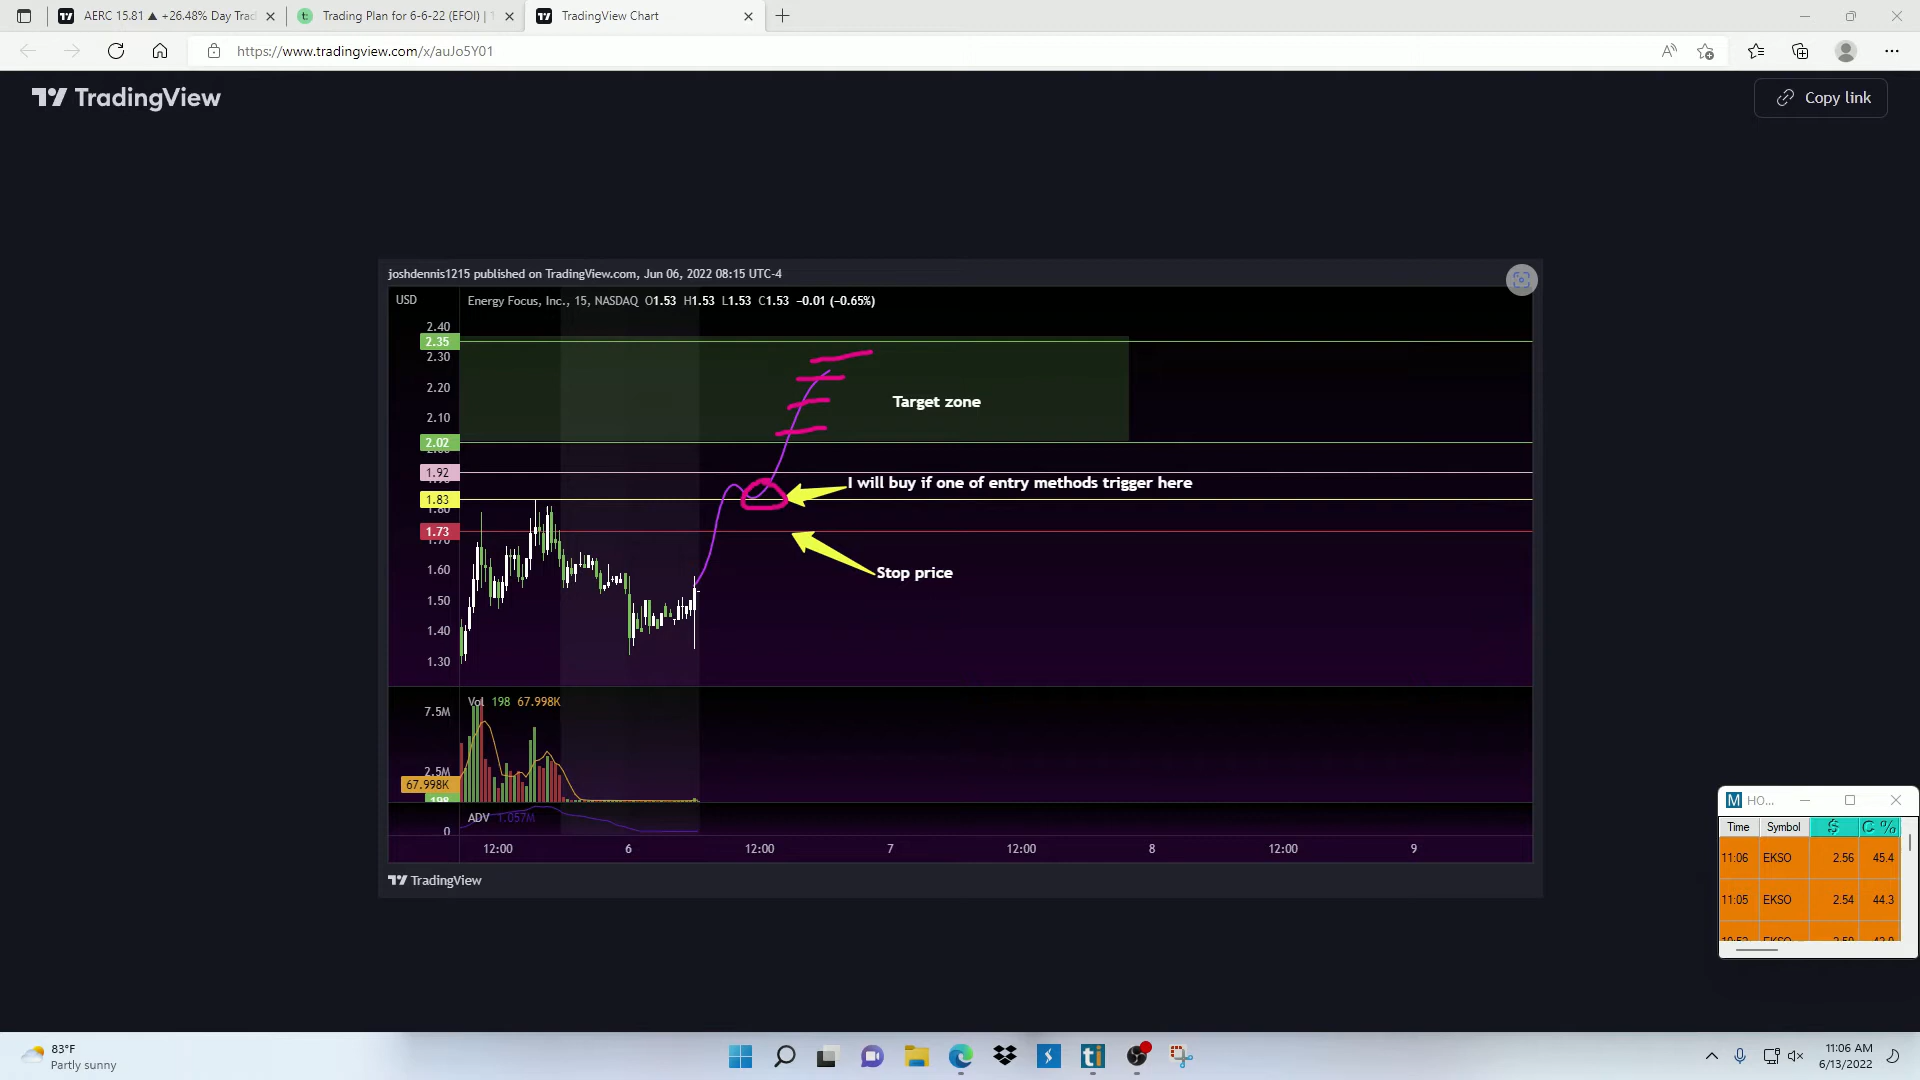 AERC 15.81 ▲ +26.48% Day Trad
Trading Plan for 6-6-22 (EFOI) | T
TradingView Chart
https://www.tradingview.com/x/auJo5Y01
TradingView
Copy link
joshdennis1215 published on TradingView.com, Jun 06, 2022 08:15 UTC-4
USD
Energy Focus, Inc., 15, NASDAQ O1.53 H1.53 L1.53 C1.53 −0.01 (−0.65%)
2.40
2.35
2.30
2.20
2.10
Target zone
2.02
1.92
I will buy if one of entry methods trigger here
1.83
1.80
1.73
1.70
1.60
Stop price
1.50
1.40
1.30
Vol 198 67.998K
7.5M
2.5M
67.998K
198
ADV 1.057M
0
12:00 6 12:00 7 12:00 8 12:00 9
TradingView
HO...
Time Symbol $ C %
11:06 EKSO 2.56 45.4
11:05 EKSO 2.54 44.3
83°F
Partly sunny
11:06 AM
6/13/2022